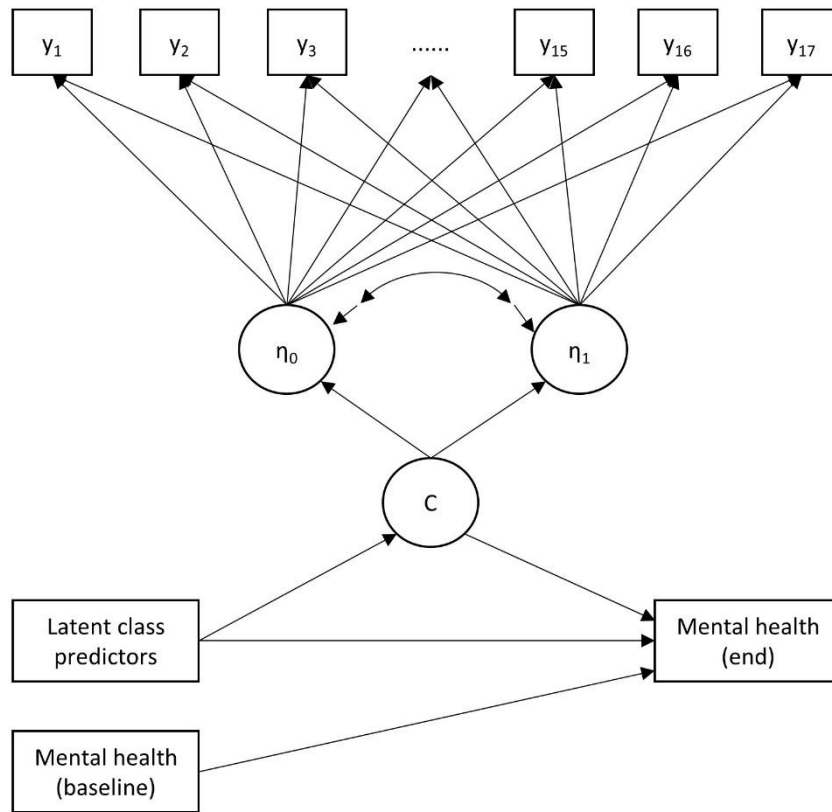 y₁ y₂ y₃ ...... y₁₅ y₁₆ y₁₇
η₀ η₁
C
Latent class
predictors
Mental health
(end)
Mental health
(baseline)